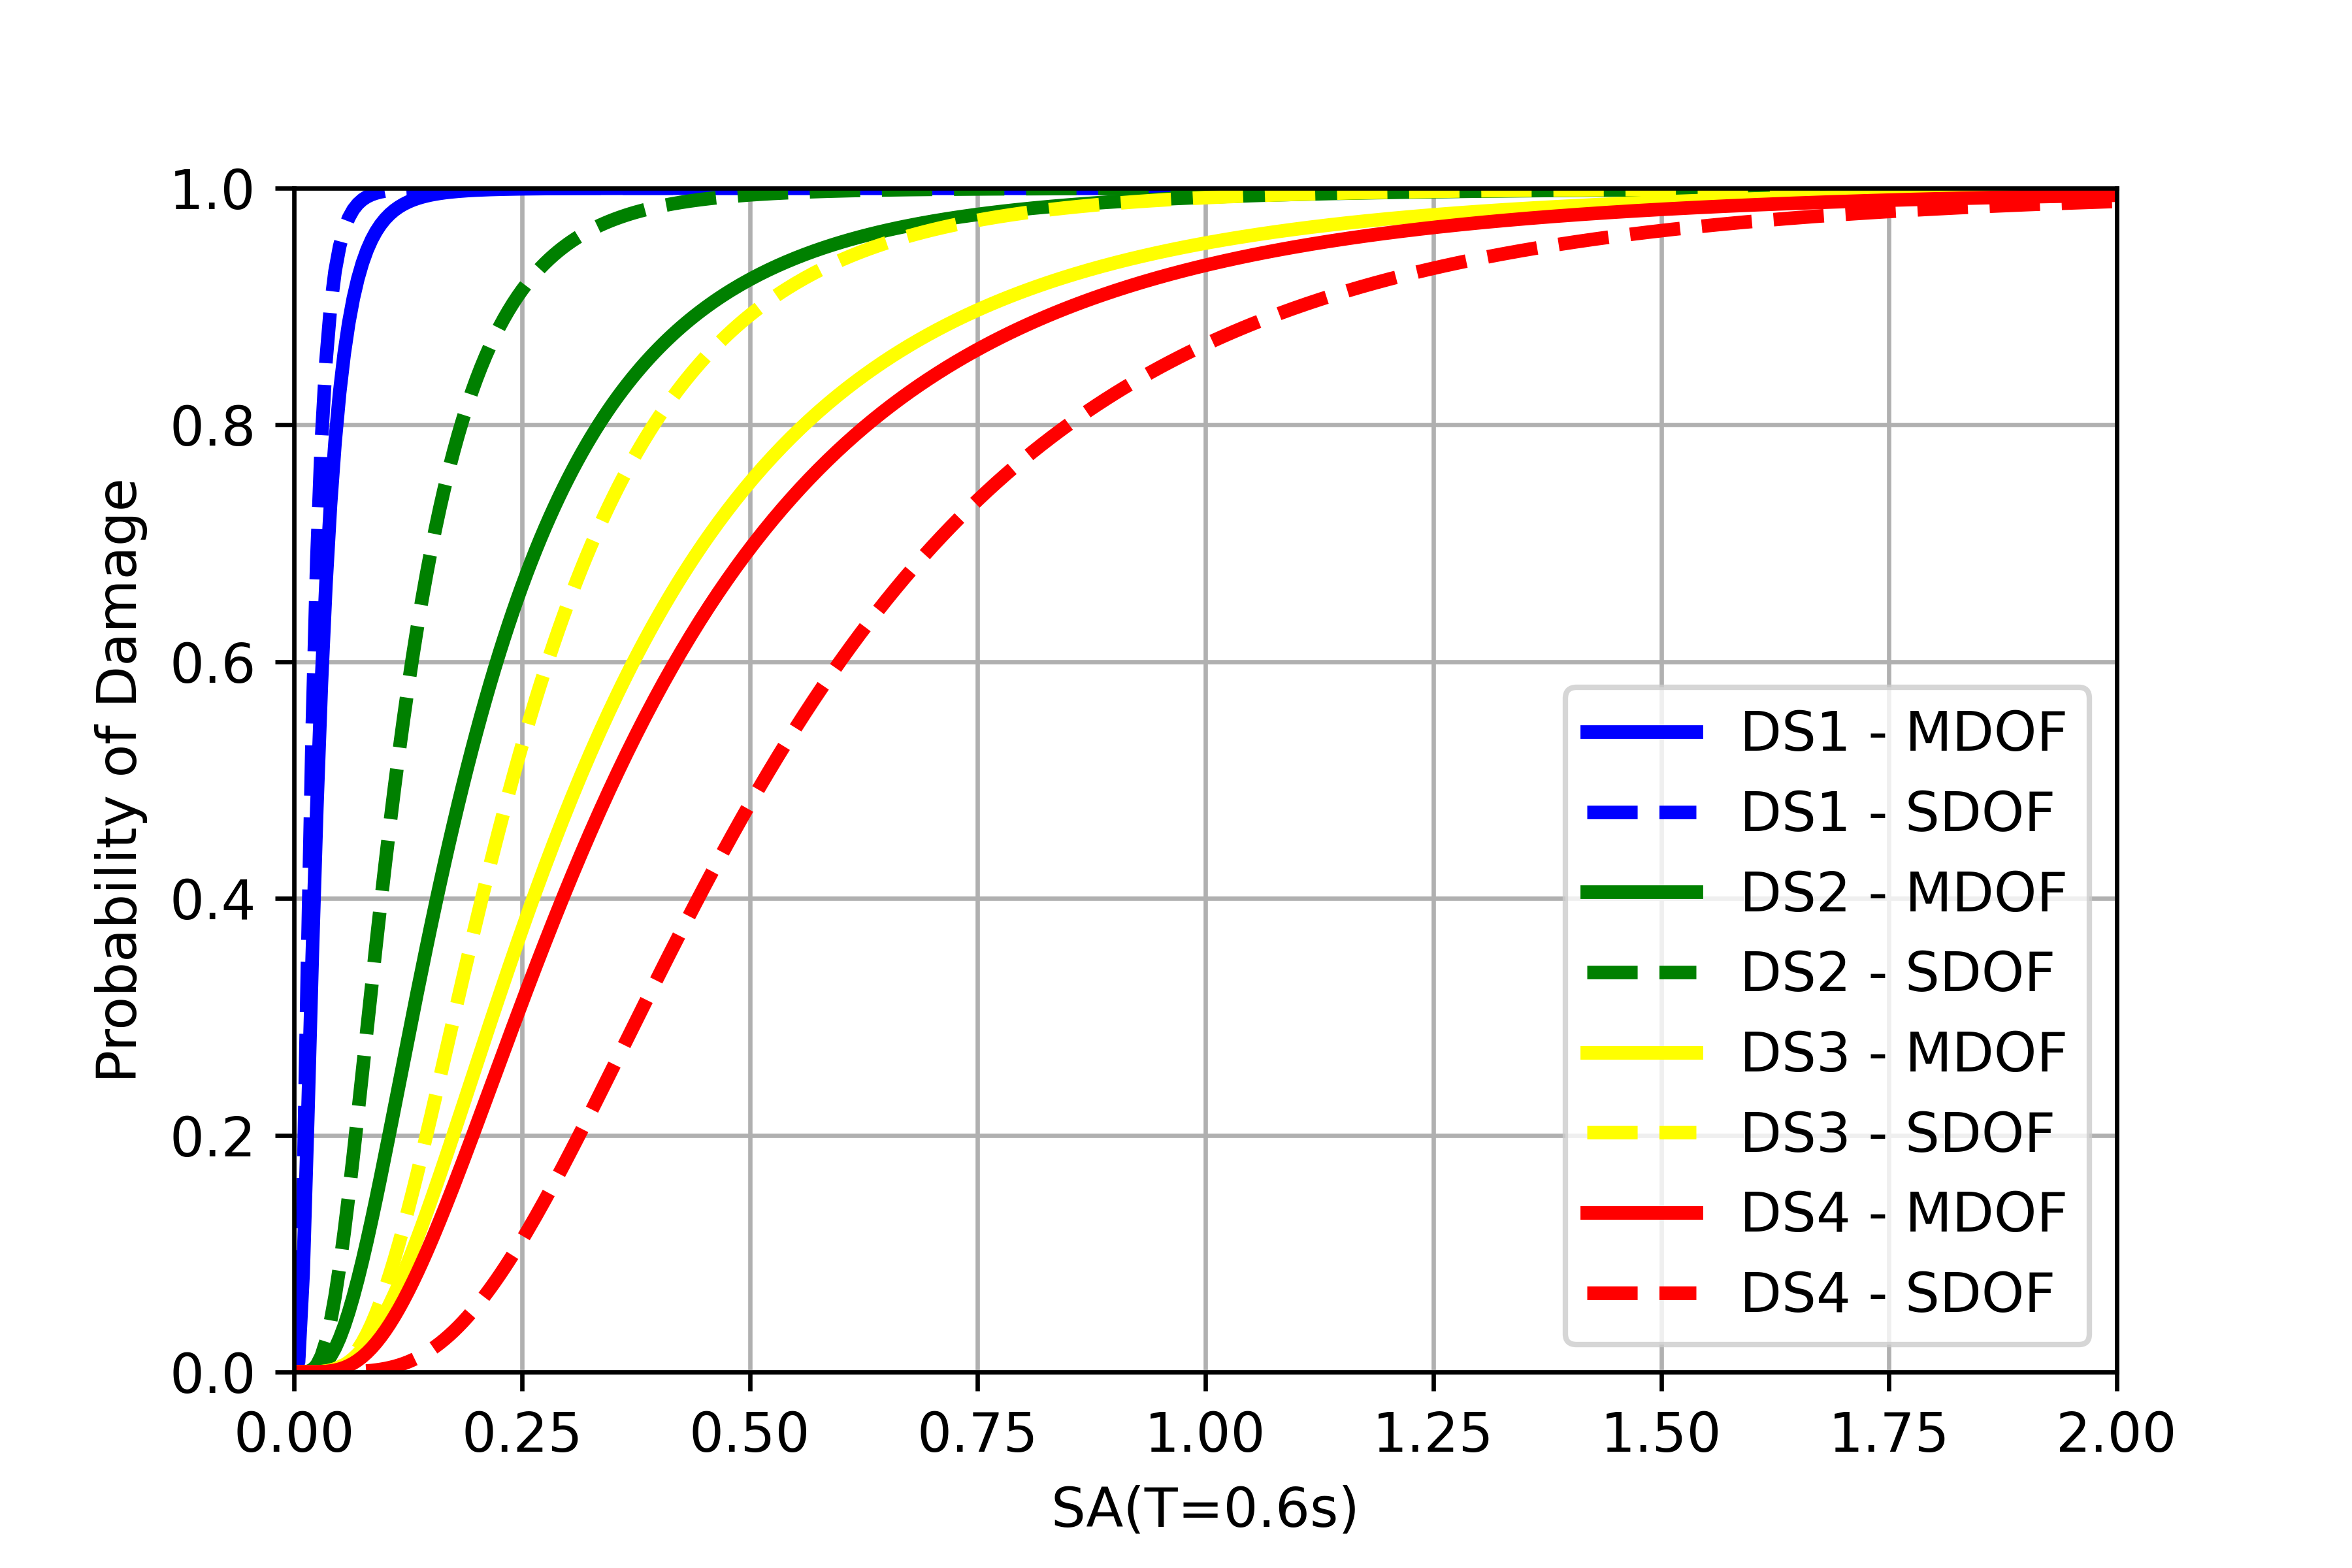 1.0
0.8
0.6
0.4
0.2
0.0
Probability of Damage
0.00 0.25 0.50 0.75 1.00 1.25 1.50 1.75 2.00
SA(T=0.6s)
DS1 - MDOF
DS1 - SDOF
DS2 - MDOF
DS2 - SDOF
DS3 - MDOF
DS3 - SDOF
DS4 - MDOF
DS4 - SDOF